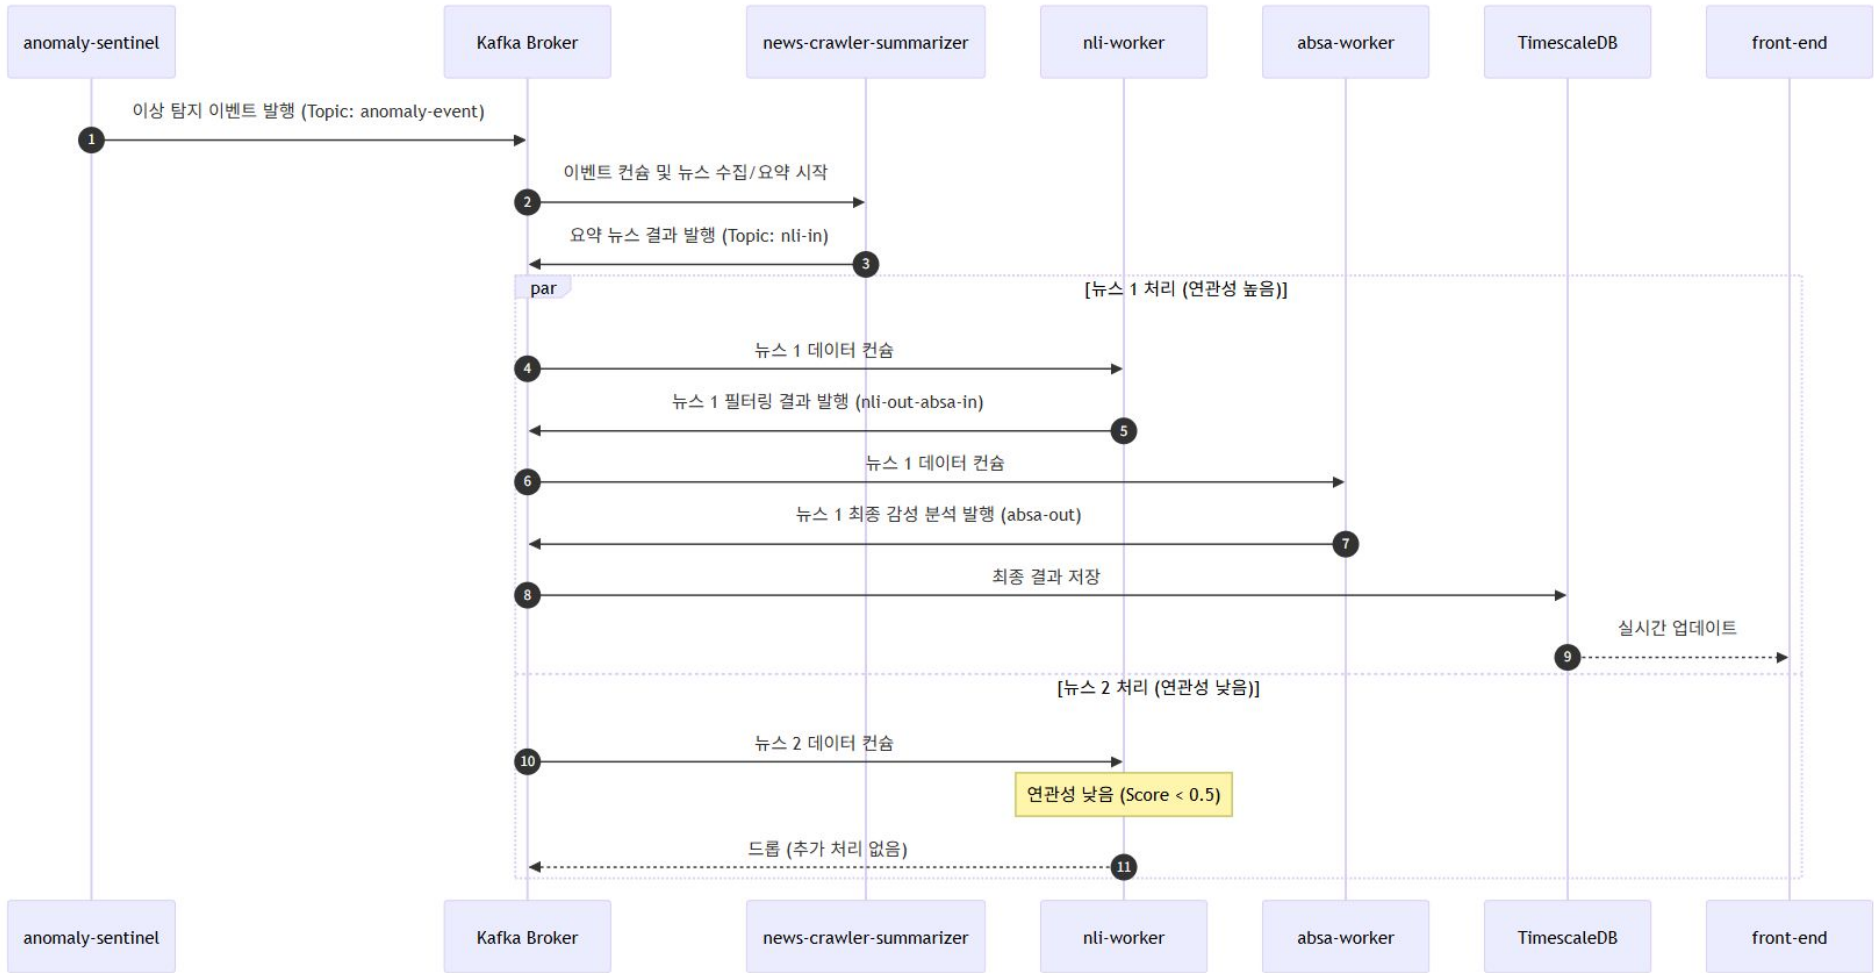 anomaly-sentinel
Kafka Broker
news-crawler-summarizer
nli-worker
absa-worker
TimescaleDB
front-end
이상 탐지 이벤트 발행 (Topic: anomaly-event)
1
이벤트 컨슘 및 뉴스 수집/요약 시작
2
요약 뉴스 결과 발행 (Topic: nli-in)
3
par
[뉴스 1 처리 (연관성 높음)]
뉴스 1 데이터 컨슘
4
뉴스 1 필터링 결과 발행 (nli-out-absa-in)
5
뉴스 1 데이터 컨슘
6
뉴스 1 최종 감성 분석 발행 (absa-out)
7
최종 결과 저장
8
실시간 업데이트
9
[뉴스 2 처리 (연관성 낮음)]
뉴스 2 데이터 컨슘
10
연관성 낮음 (Score < 0.5)
드롭 (추가 처리 없음)
11
anomaly-sentinel
Kafka Broker
news-crawler-summarizer
nli-worker
absa-worker
TimescaleDB
front-end